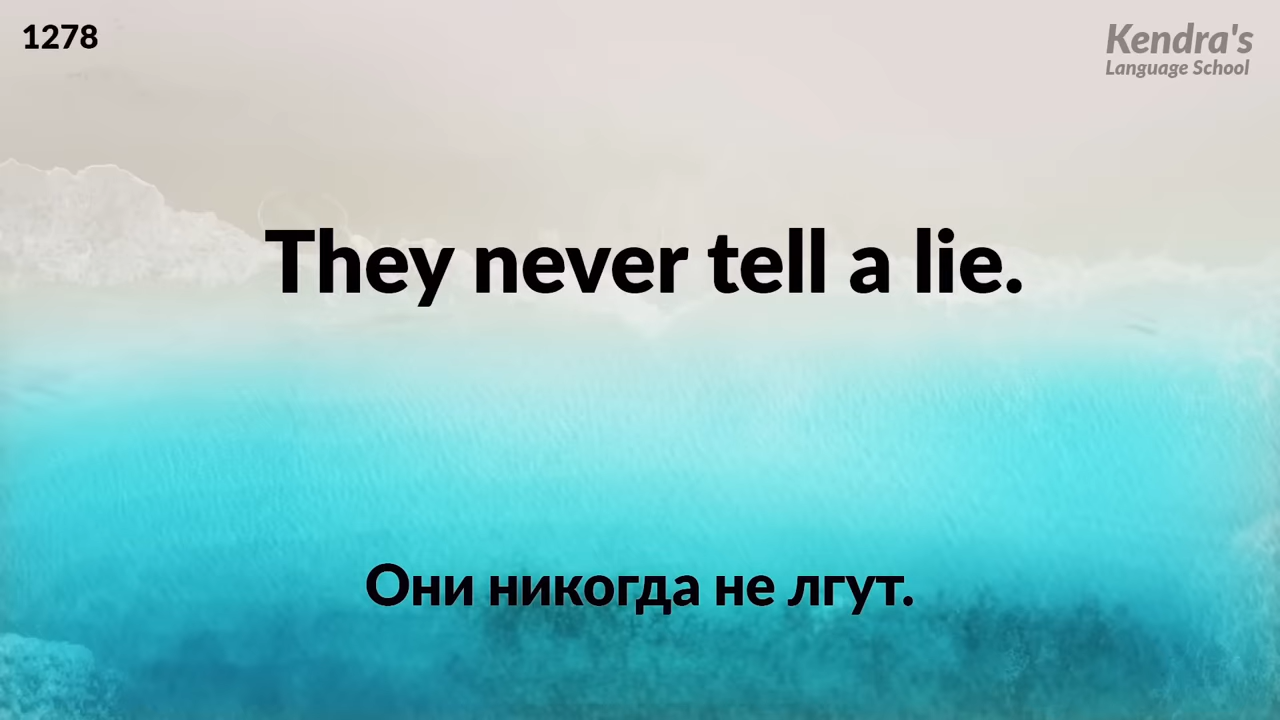 1278
Kendra's
Language School
They never tell a lie.
Они никогда не лгут.